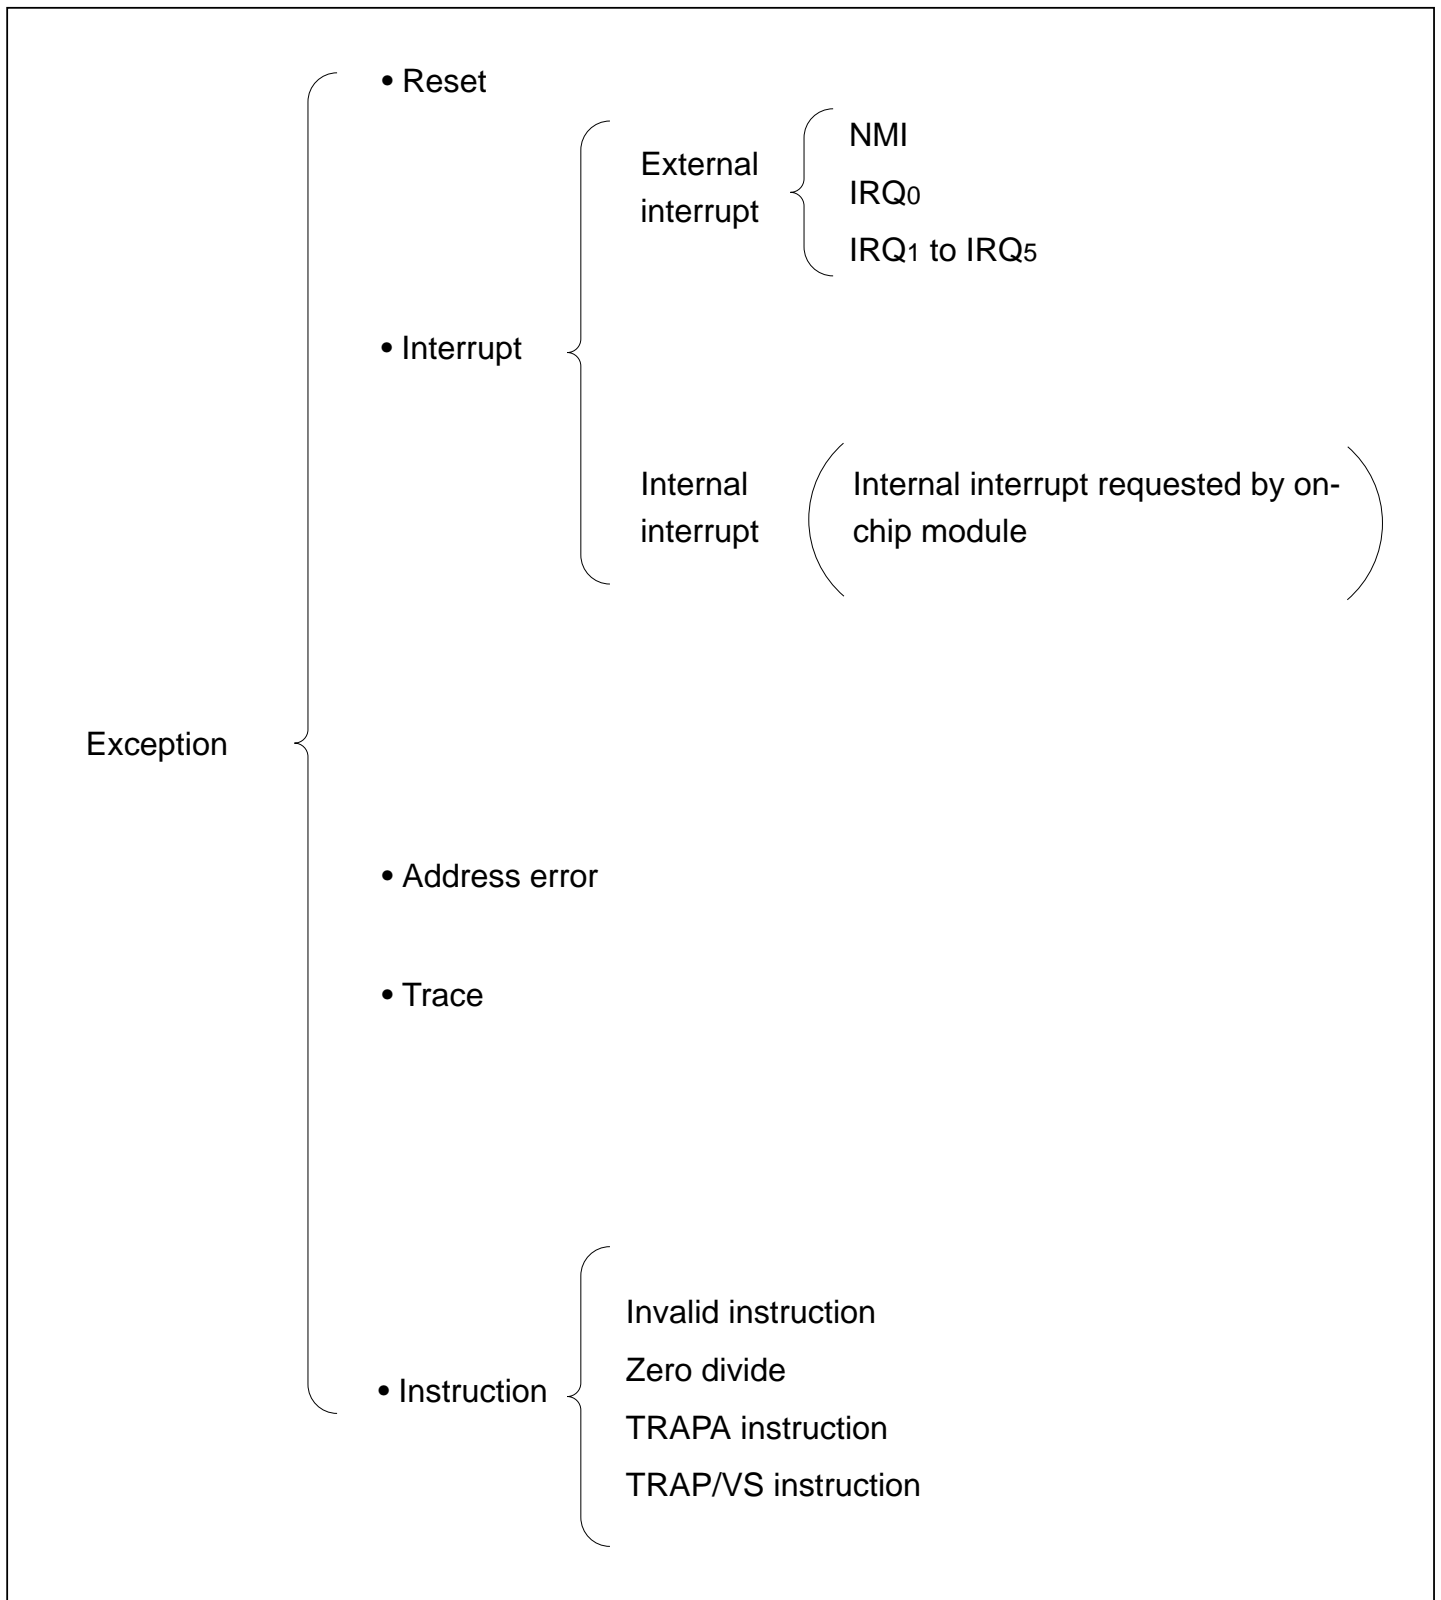 • Reset
NMI
External
interrupt
IRQ0
IRQ1 to IRQ5
• Interrupt
Internal
interrupt
Internal interrupt requested by on-
chip module
Exception
• Address error
• Trace
Invalid instruction
Zero divide
• Instruction
TRAPA instruction
TRAP/VS instruction